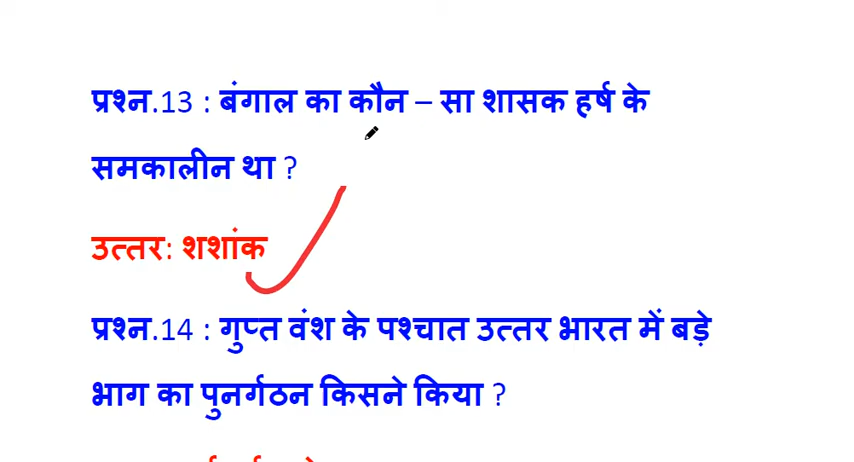 प्रश्न.13 : बंगाल का कौन – सा शासक हर्ष के
समकालीन था ?
उत्तर: शशांक
प्रश्न.14 : गुप्त वंश के पश्चात उत्तर भारत में बड़े
भाग का पुनर्गठन किसने किया ?